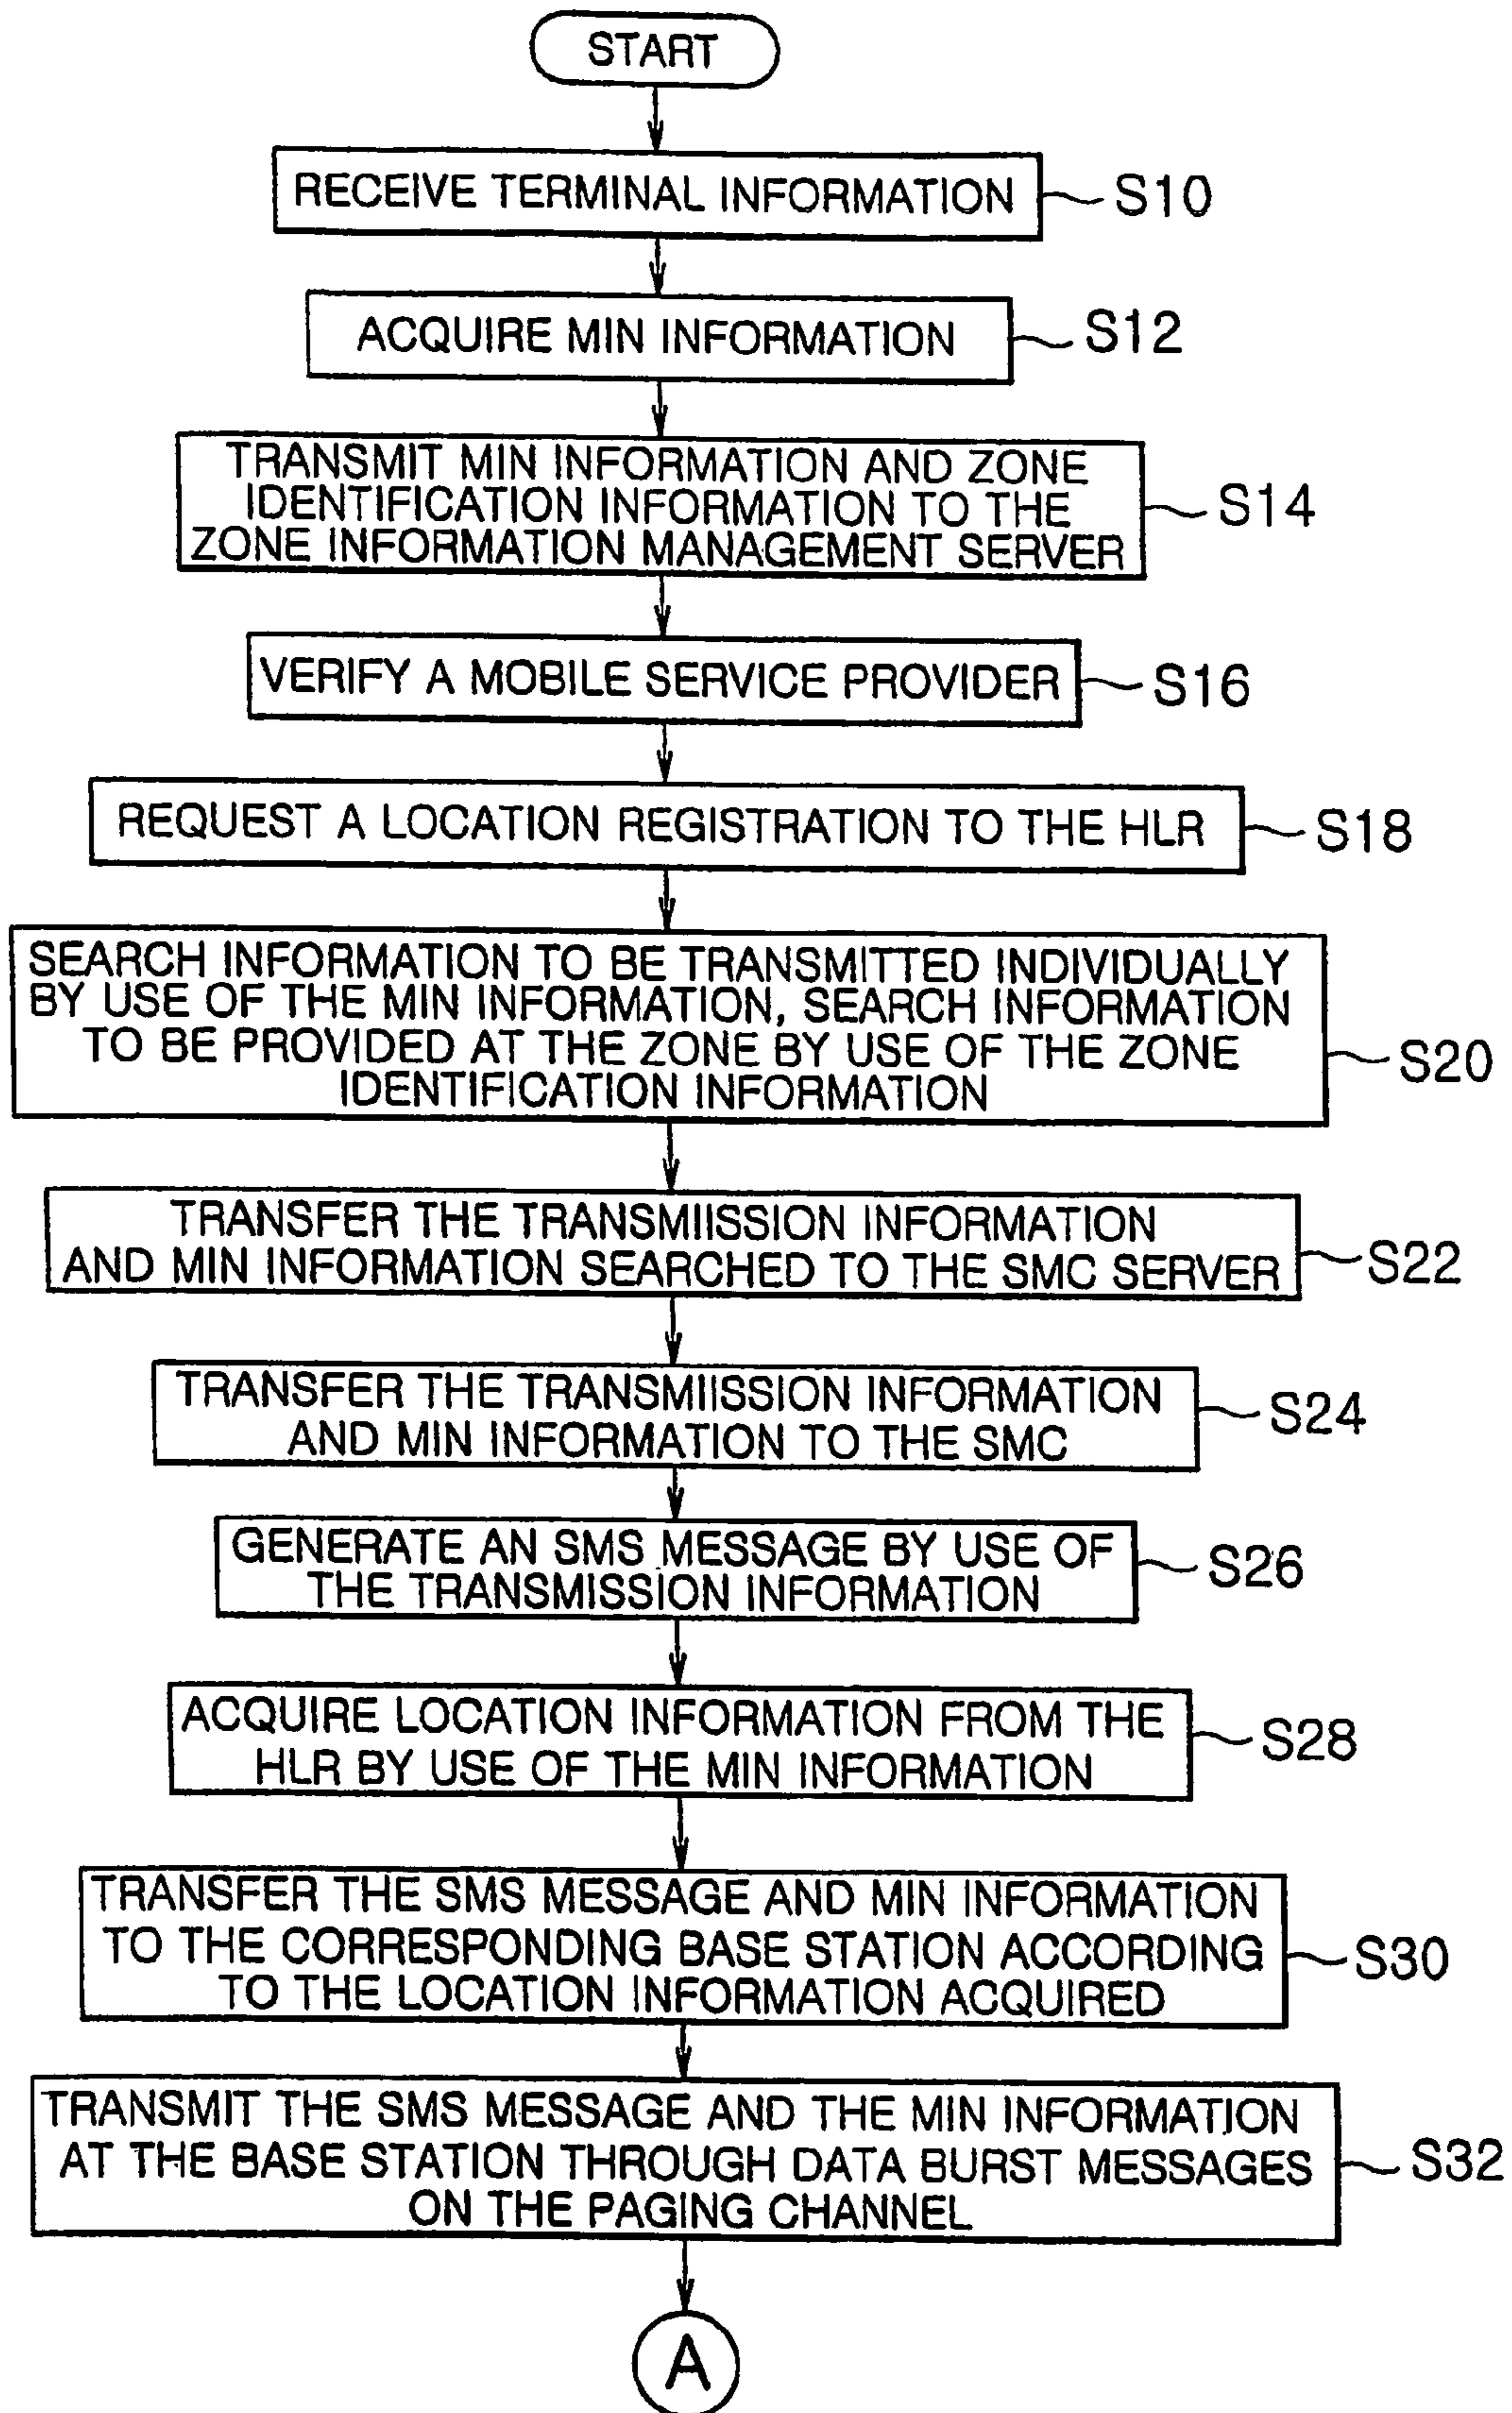 START
RECEIVE TERMINAL INFORMATION
S10
ACQUIRE MIN INFORMATION
S12
TRANSMIT MIN INFORMATION AND ZONE
IDENTIFICATION INFORMATION TO THE
ZONE INFORMATION MANAGEMENT SERVER
S14
VERIFY A MOBILE SERVICE PROVIDER
S16
REQUEST A LOCATION REGISTRATION TO THE HLR
S18
SEARCH INFORMATION TO BE TRANSMITTED INDIVIDUALLY
BY USE OF THE MIN INFORMATION, SEARCH INFORMATION
TO BE PROVIDED AT THE ZONE BY USE OF THE ZONE
IDENTIFICATION INFORMATION
S20
TRANSFER THE TRANSMIISSION INFORMATION
AND MIN INFORMATION SEARCHED TO THE SMC SERVER
S22
TRANSFER THE TRANSMIISSION INFORMATION
AND MIN INFORMATION TO THE SMC
S24
GENERATE AN SMS MESSAGE BY USE OF
THE TRANSMISSION INFORMATION
S26
ACQUIRE LOCATION INFORMATION FROM THE
HLR BY USE OF THE MIN INFORMATION
S28
TRANSFER THE SMS MESSAGE AND MIN INFORMATION
TO THE CORRESPONDING BASE STATION ACCORDING
TO THE LOCATION INFORMATION ACQUIRED
S30
TRANSMIT THE SMS MESSAGE AND THE MIN INFORMATION
AT THE BASE STATION THROUGH DATA BURST MESSAGES
ON THE PAGING CHANNEL
S32
A